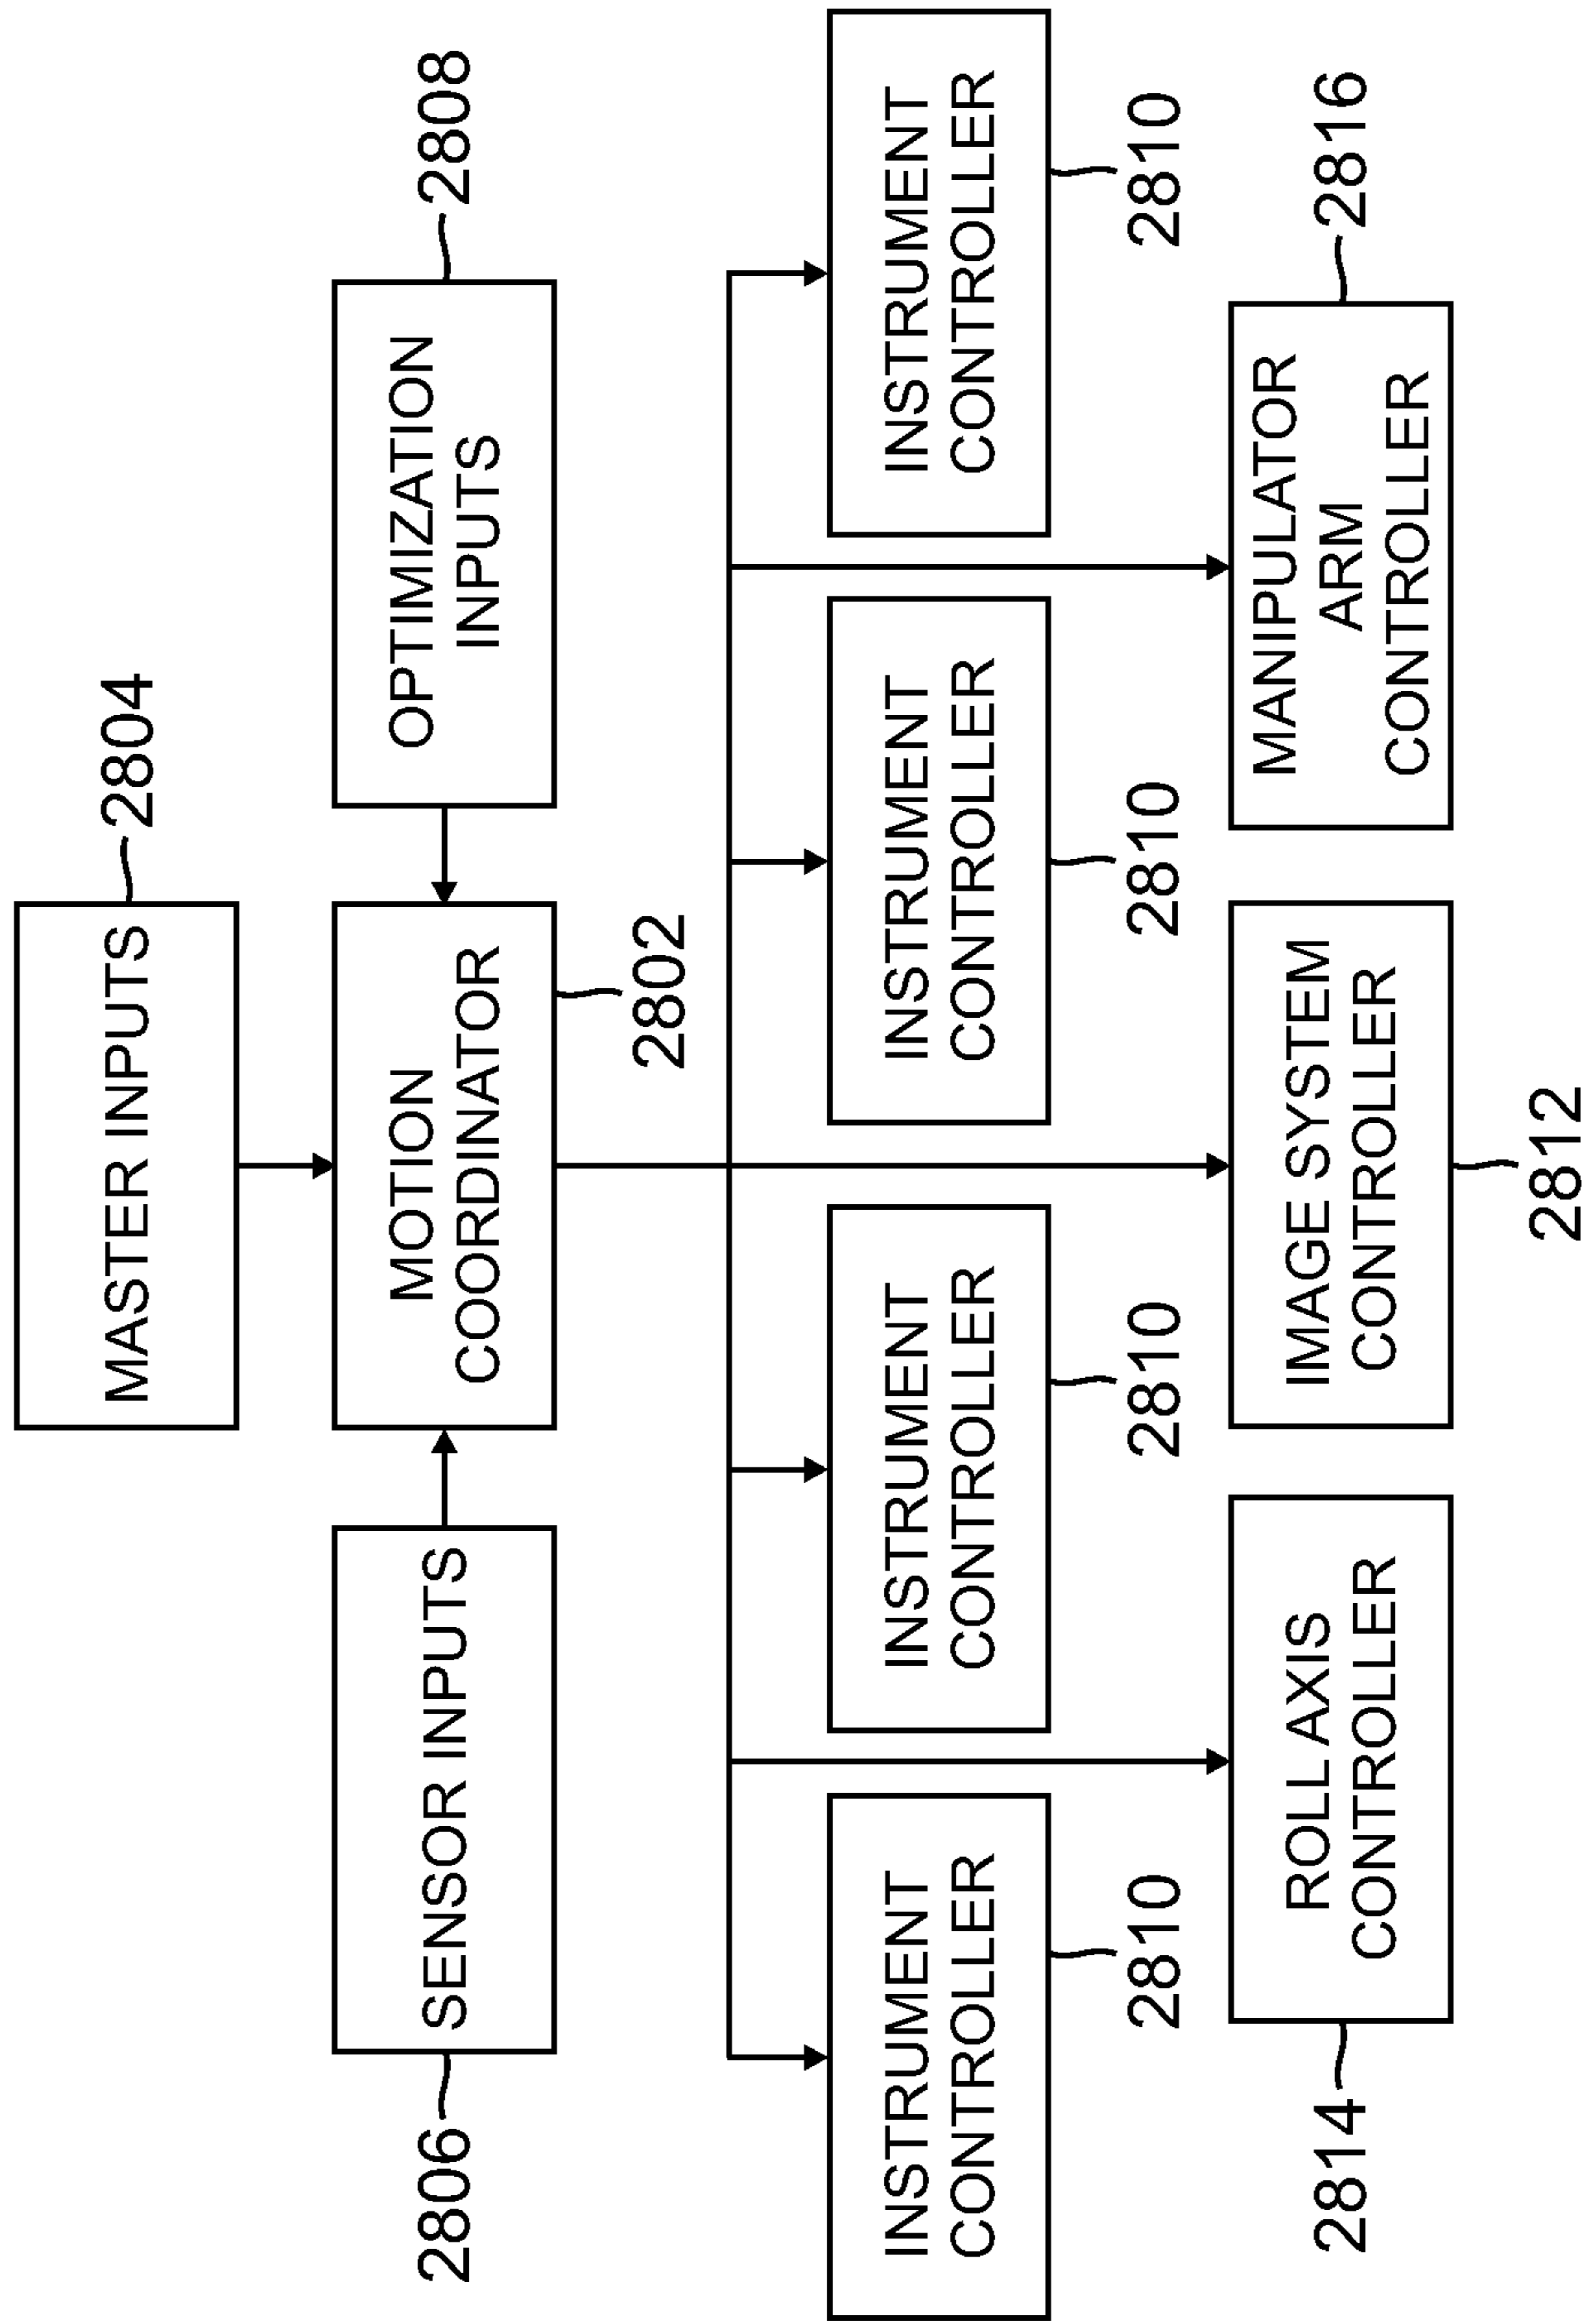 MASTER INPUTS
2804
SENSOR INPUTS
2806
MOTION
COORDINATOR
2802
OPTIMIZATION
INPUTS
2808
INSTRUMENT
CONTROLLER
2810
INSTRUMENT
CONTROLLER
2810
INSTRUMENT
CONTROLLER
2810
INSTRUMENT
CONTROLLER
2810
2814
ROLL AXIS
CONTROLLER
IMAGE SYSTEM
CONTROLLER
2812
MANIPULATOR
ARM
CONTROLLER
2816